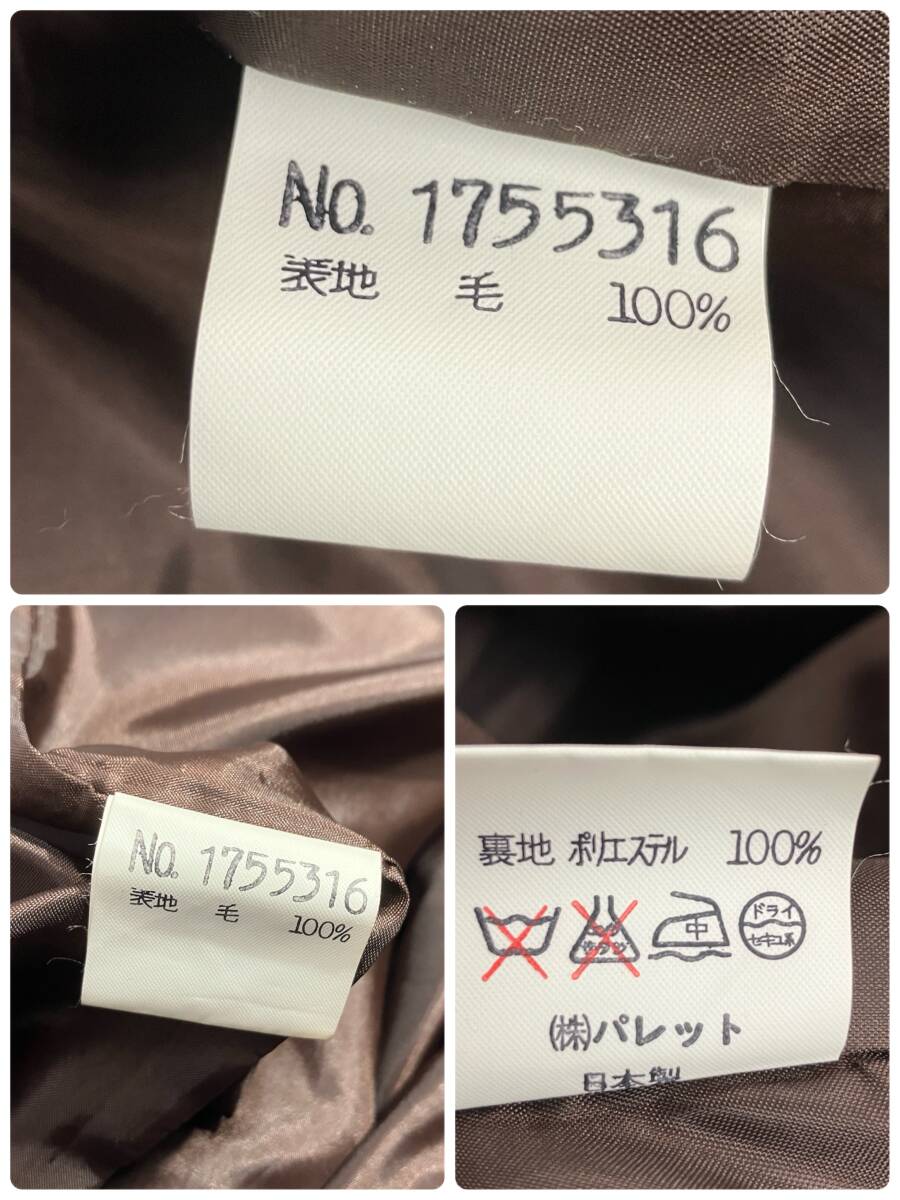 No. 1755316
表地 毛 100%
No. 1755316
表地 毛 100%
裏地 ポリエステル 100%
中
ドライ
セキユ系
(株)パレット
日本製